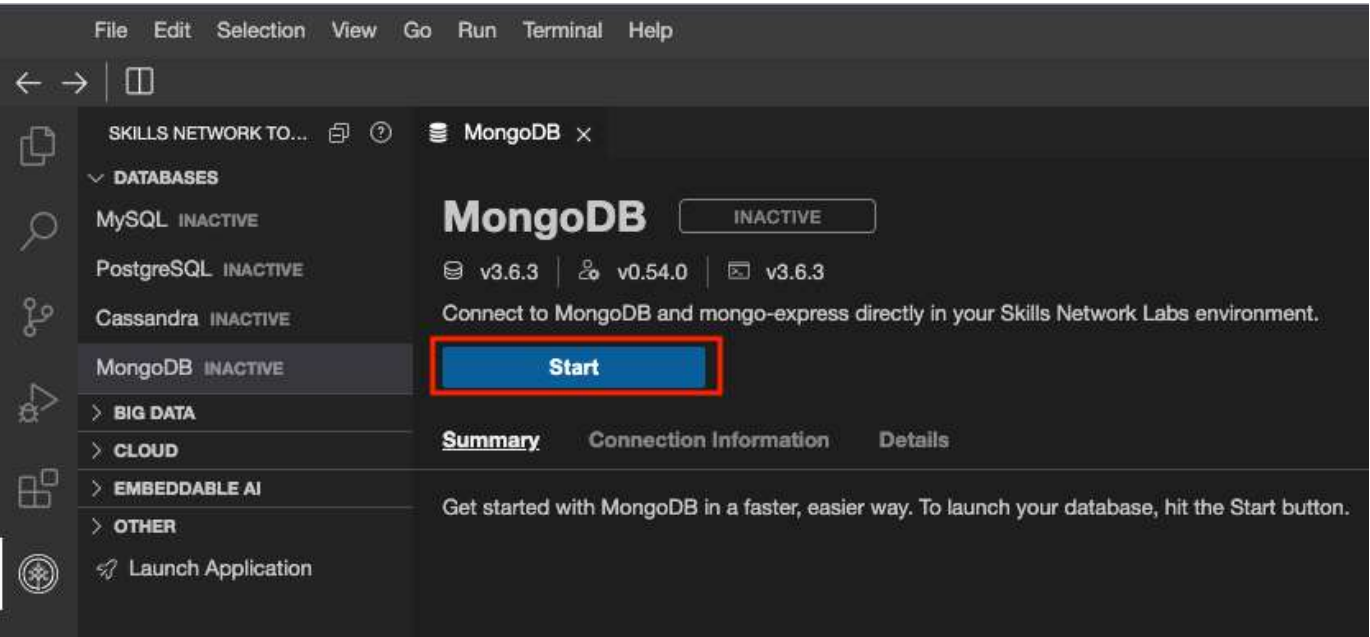 File Edit Selection View Go Run Terminal Help
SKILLS NETWORK TO...
MongoDB
DATABASES
MySQL INACTIVE
PostgreSQL INACTIVE
Cassandra INACTIVE
MongoDB INACTIVE
BIG DATA
CLOUD
EMBEDDABLE AI
OTHER
Launch Application
MongoDB INACTIVE
v3.6.3 v0.54.0 v3.6.3
Connect to MongoDB and mongo-express directly in your Skills Network Labs environment.
Start
Summary Connection Information Details
Get started with MongoDB in a faster, easier way. To launch your database, hit the Start button.